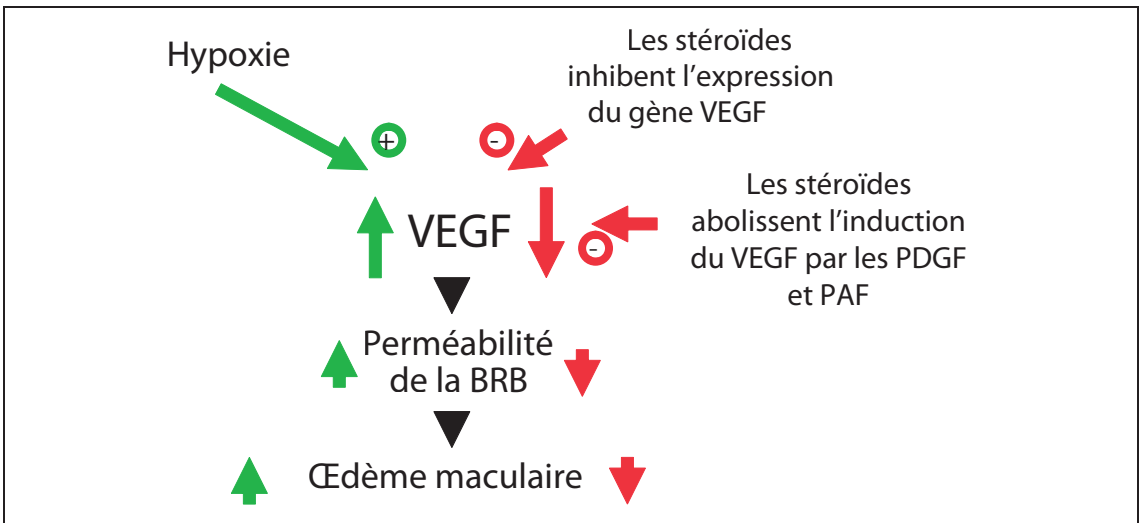 Hypoxie
Les stéroïdes
inhibent l'expression
du gène VEGF
+
-
VEGF
-
Les stéroïdes
abolissent l'induction
du VEGF par les PDGF
et PAF
Perméabilité
de la BRB
Œdème maculaire